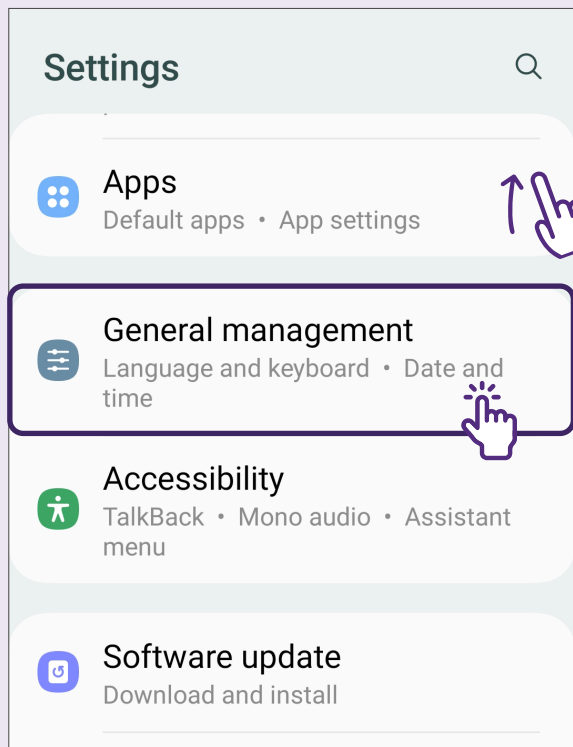 Settings
Apps
Default apps • App settings
General management
Language and keyboard • Date and
time
Accessibility
TalkBack • Mono audio • Assistant
menu
Software update
Download and install